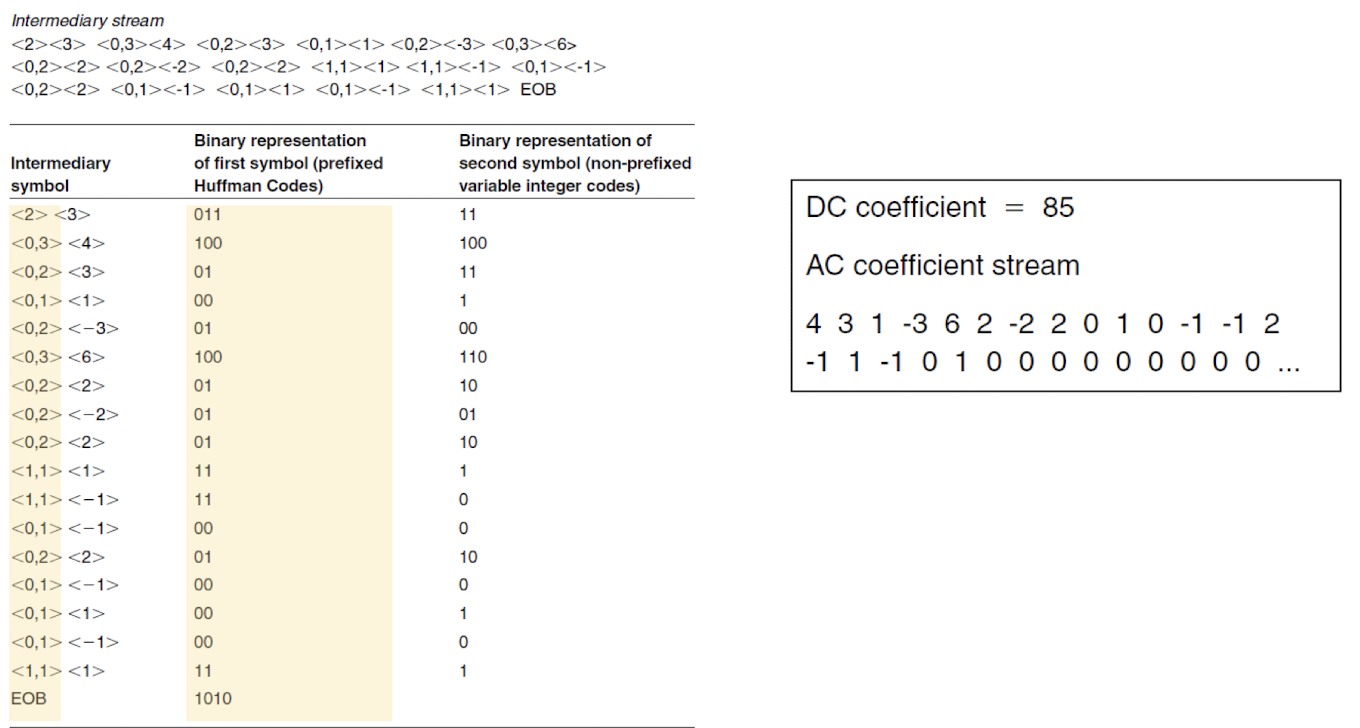 Intermediary stream
<2><3> <0,3><4> <0,2><3> <0,1><1> <0,2><-3> <0,3><6>
<0,2><2> <0,2><-2> <0,2><2> <1,1><1> <1,1><-1> <0,1><-1>
<0,2><2> <0,1><-1> <0,1><1> <0,1><-1> <1,1><1> EOB
Intermediary symbol Binary representation of first symbol (prefixed Huffman Codes) Binary representation of second symbol (non-prefixed variable integer codes)
<2> <3> 011 11
<0,3> <4> 100 100
<0,2> <3> 01 11
<0,1> <1> 00 1
<0,2> <−3> 01 00
<0,3> <6> 100 110
<0,2> <2> 01 10
<0,2> <−2> 01 01
<0,2> <2> 01 10
<1,1> <1> 11 1
<1,1> <−1> 11 0
<0,1> <−1> 00 0
<0,2> <2> 01 10
<0,1> <−1> 00 0
<0,1> <1> 00 1
<0,1> <−1> 00 0
<1,1> <1> 11 1
EOB 1010
DC coefficient = 85
AC coefficient stream
4 3 1 -3 6 2 -2 2 0 1 0 -1 -1 2
-1 1 -1 0 1 0 0 0 0 0 0 0 0 0 ...